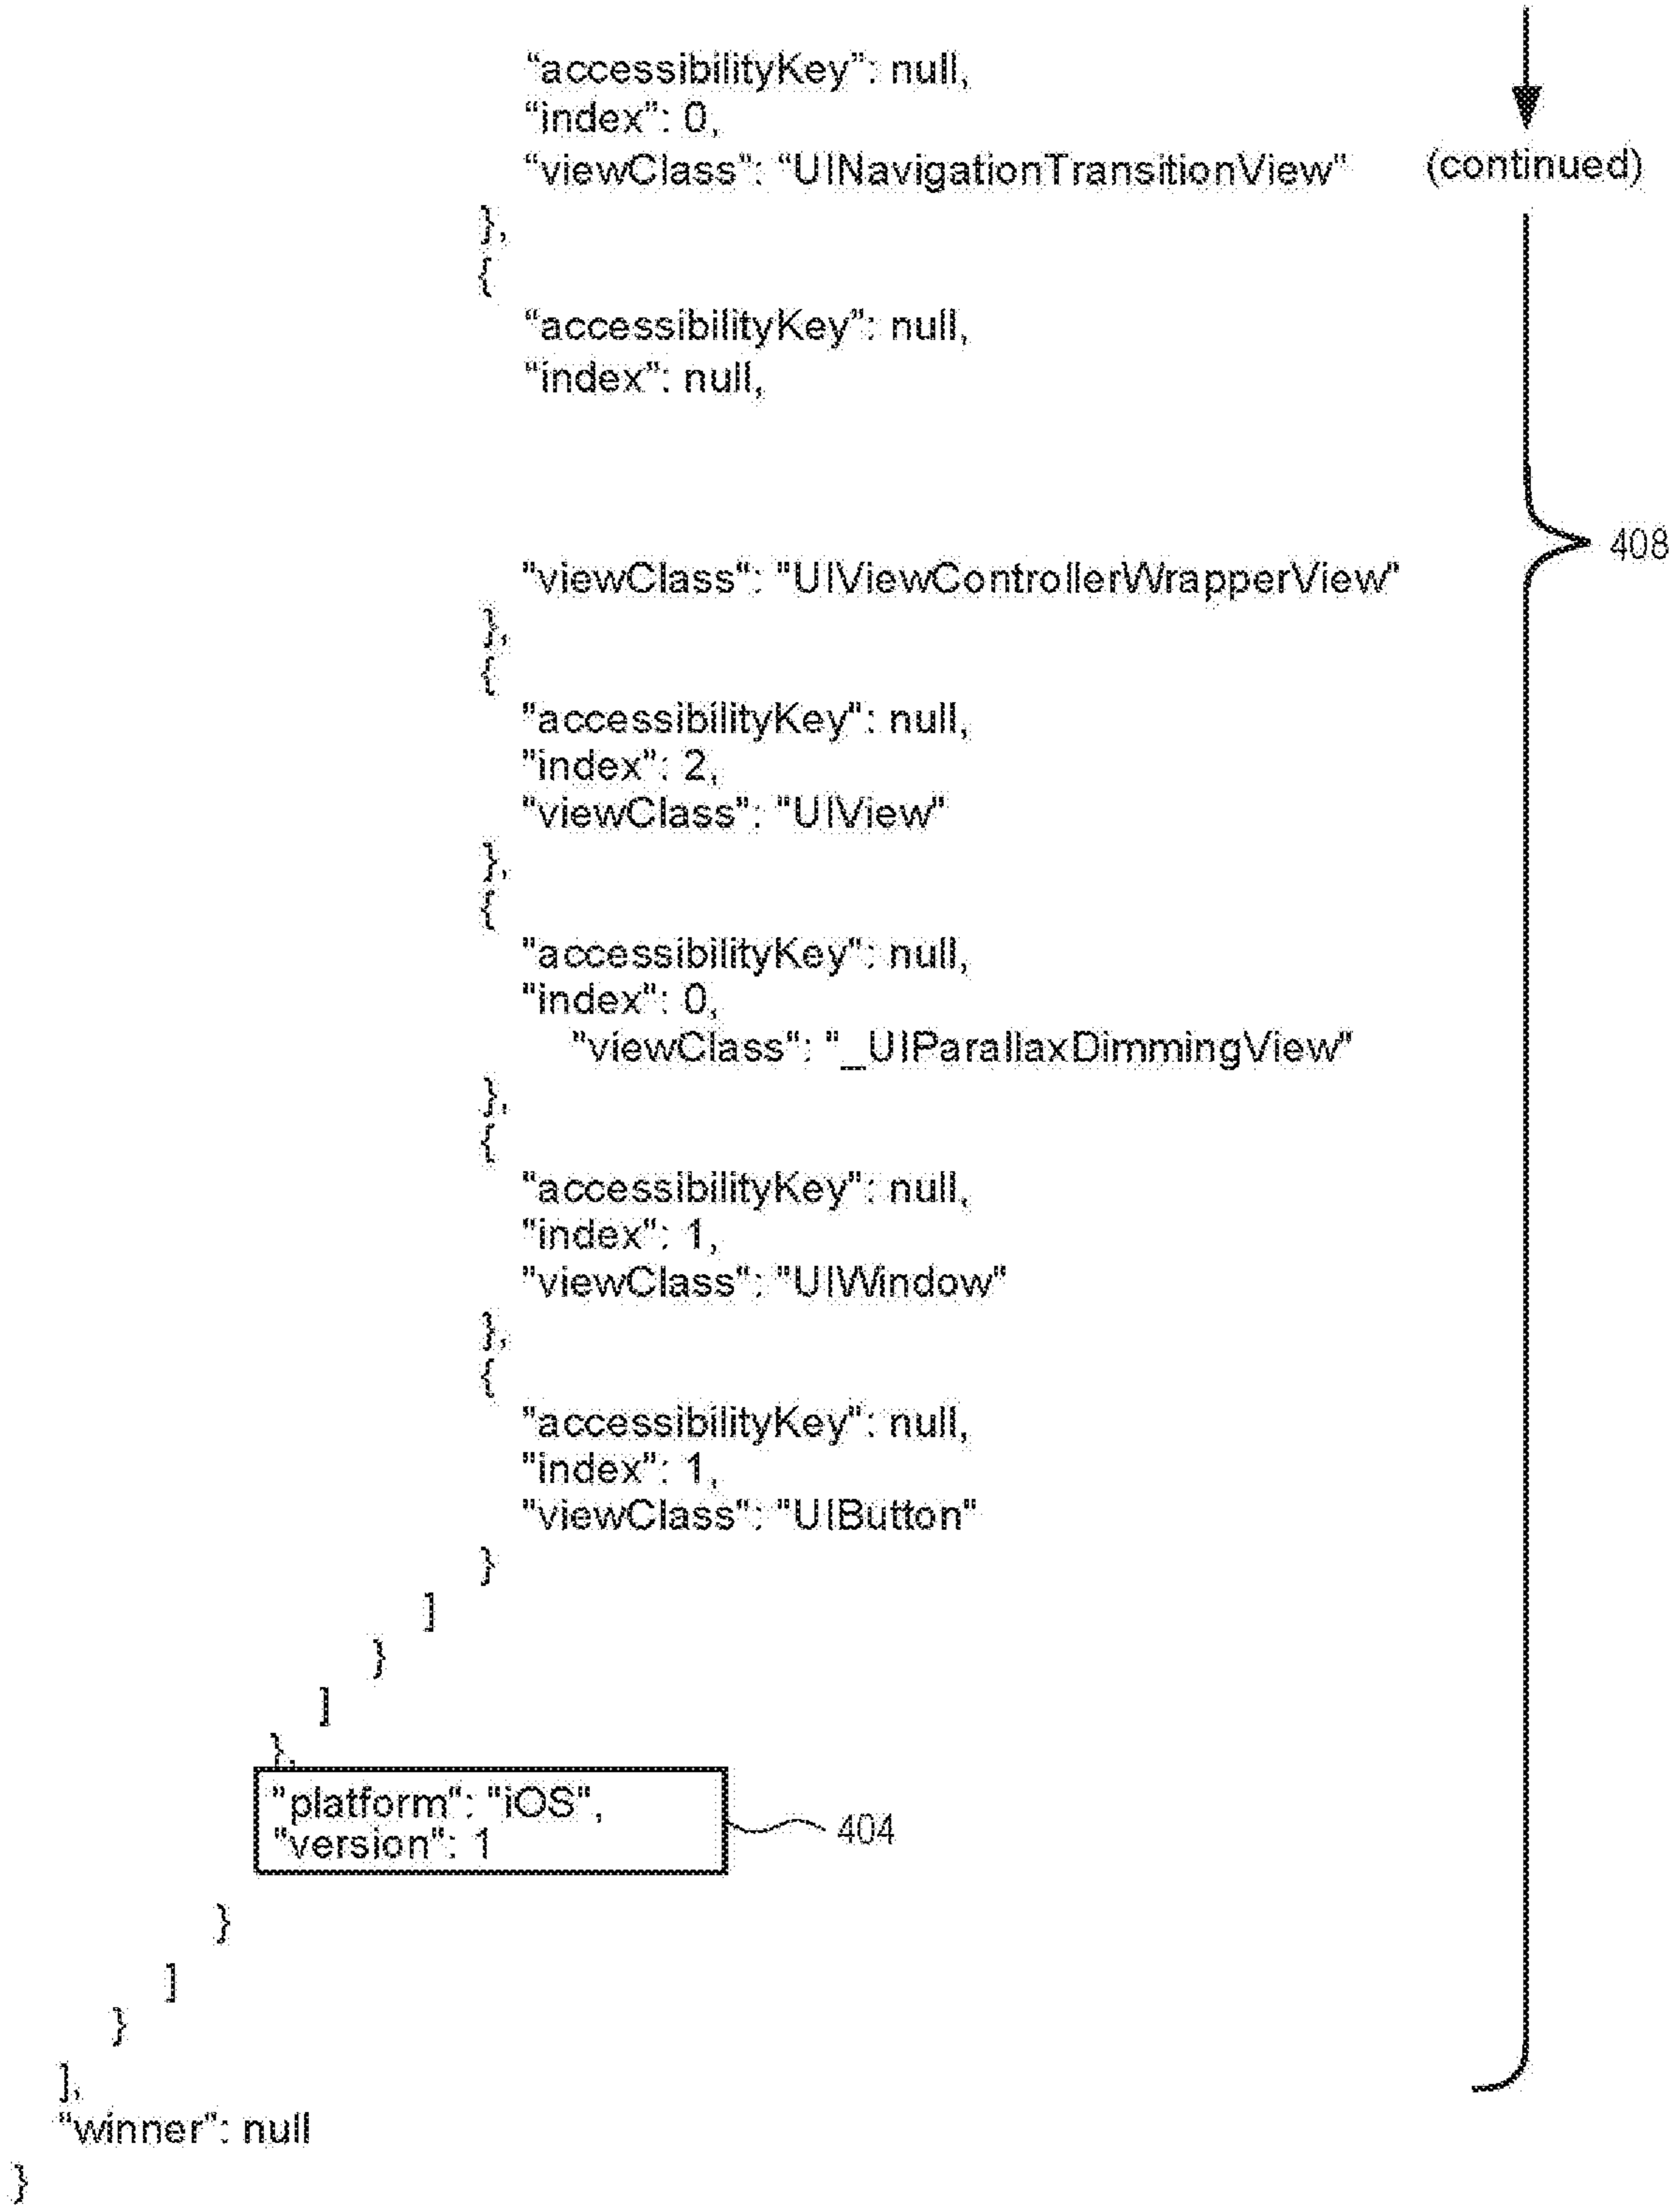 “accessibilityKey”: null,
“index”: 0,
“viewClass”: “UINavigationTransitionView”
(continued)
},
{
“accessibilityKey”: null,
“index”: null,
408
"viewClass": "UIViewControllerWrapperView"
},
{
"accessibilityKey": null,
"index": 2,
"viewClass": "UIView"
},
{
"accessibilityKey": null,
"index": 0,
"viewClass": "_UIParallaxDimmingView"
},
{
"accessibilityKey": null,
"index": 1,
"viewClass": "UIWindow"
},
{
"accessibilityKey": null,
"index": 1,
"viewClass": "UIButton"
}
]
}
]
},
"platform": "iOS",
"version": 1
404
}
]
}
],
“winner”: null
}